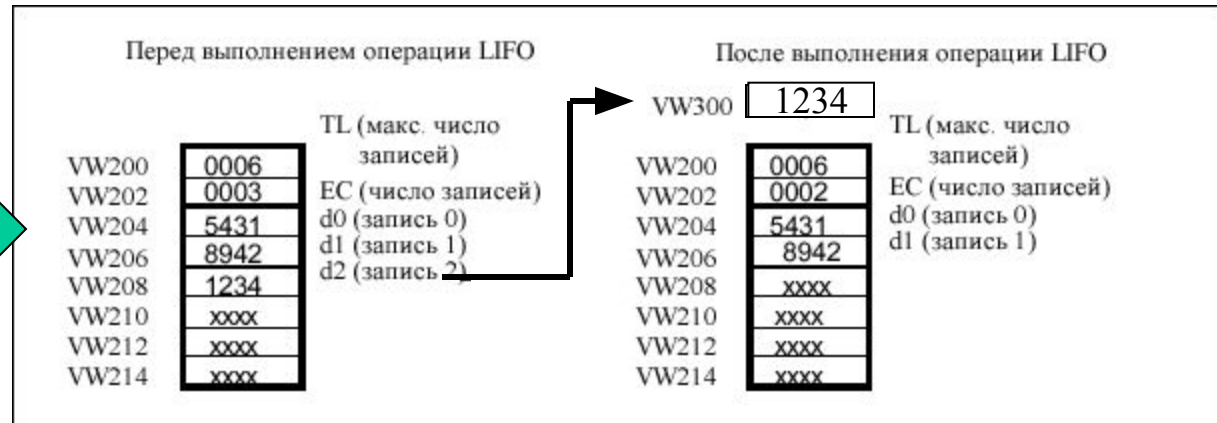 Перед выполнением операции LIFO
TL (макс. число
записей)
VW200 0006
VW202 0003 EC (число записей)
VW204 5431 d0 (запись 0)
VW206 8942 d1 (запись 1)
VW208 1234 d2 (запись 2)
VW210 xxxx
VW212 xxxx
VW214 xxxx
После выполнения операции LIFO
VW300 1234
TL (макс. число
записей)
VW200 0006
VW202 0002 EC (число записей)
VW204 5431 d0 (запись 0)
VW206 8942 d1 (запись 1)
VW208 xxxx
VW210 xxxx
VW212 xxxx
VW214 xxxx